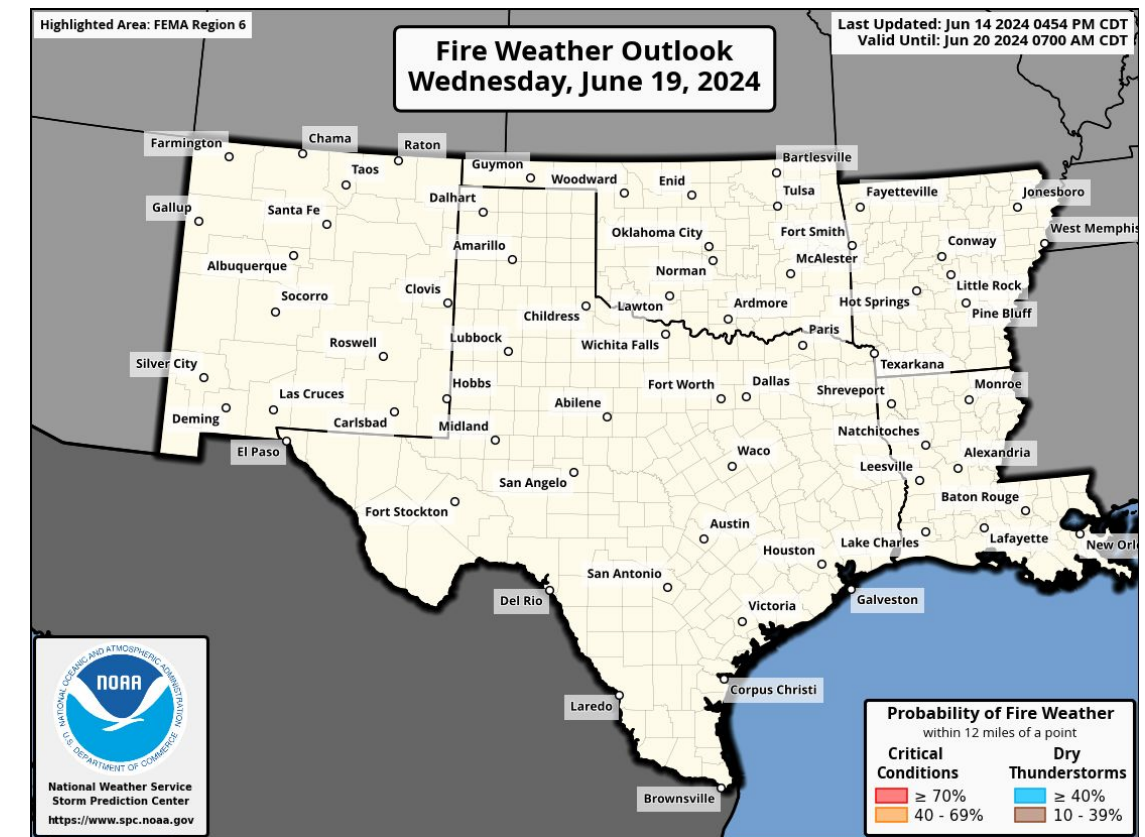 Highlighted Area: FEMA Region 6
Last Updated: Jun 14 2024 0454 PM CDT
Valid Until: Jun 20 2024 0700 AM CDT
Fire Weather Outlook
Wednesday, June 19, 2024
Farmington
Chama
Raton
Taos
Guymon
Woodward
Enid
Bartlesville
Tulsa
Fayetteville
Jonesboro
Gallup
Santa Fe
Dalhart
Oklahoma City
Fort Smith
West Memphis
Albuquerque
Amarillo
Norman
McAlester
Conway
Socorro
Clovis
Childress
Lawton
Ardmore
Hot Springs
Little Rock
Pine Bluff
Roswell
Lubbock
Wichita Falls
Paris
Texarkana
Silver City
Las Cruces
Hobbs
Fort Worth
Dallas
Shreveport
Monroe
Deming
Carlsbad
Midland
Abilene
Natchitoches
El Paso
San Angelo
Waco
Leesville
Alexandria
Fort Stockton
Austin
Baton Rouge
Houston
Lake Charles
Lafayette
New Orl
San Antonio
Del Rio
Victoria
Galveston
Laredo
Corpus Christi
Brownsville
NATIONAL OCEANIC AND ATMOSPHERIC ADMINISTRATION
NOAA
U.S. DEPARTMENT OF COMMERCE
National Weather Service
Storm Prediction Center
https://www.spc.noaa.gov
Probability of Fire Weather
within 12 miles of a point
Critical Conditions
≥ 70%
40 - 69%
Dry Thunderstorms
≥ 40%
10 - 39%